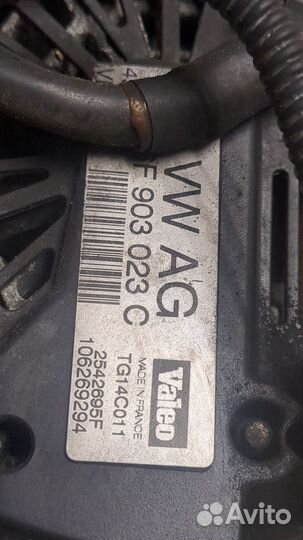 VW AG
F 903 023 C
Valeo
MADE IN FRANCE
TG14C011
2542695F
106269294
Avito